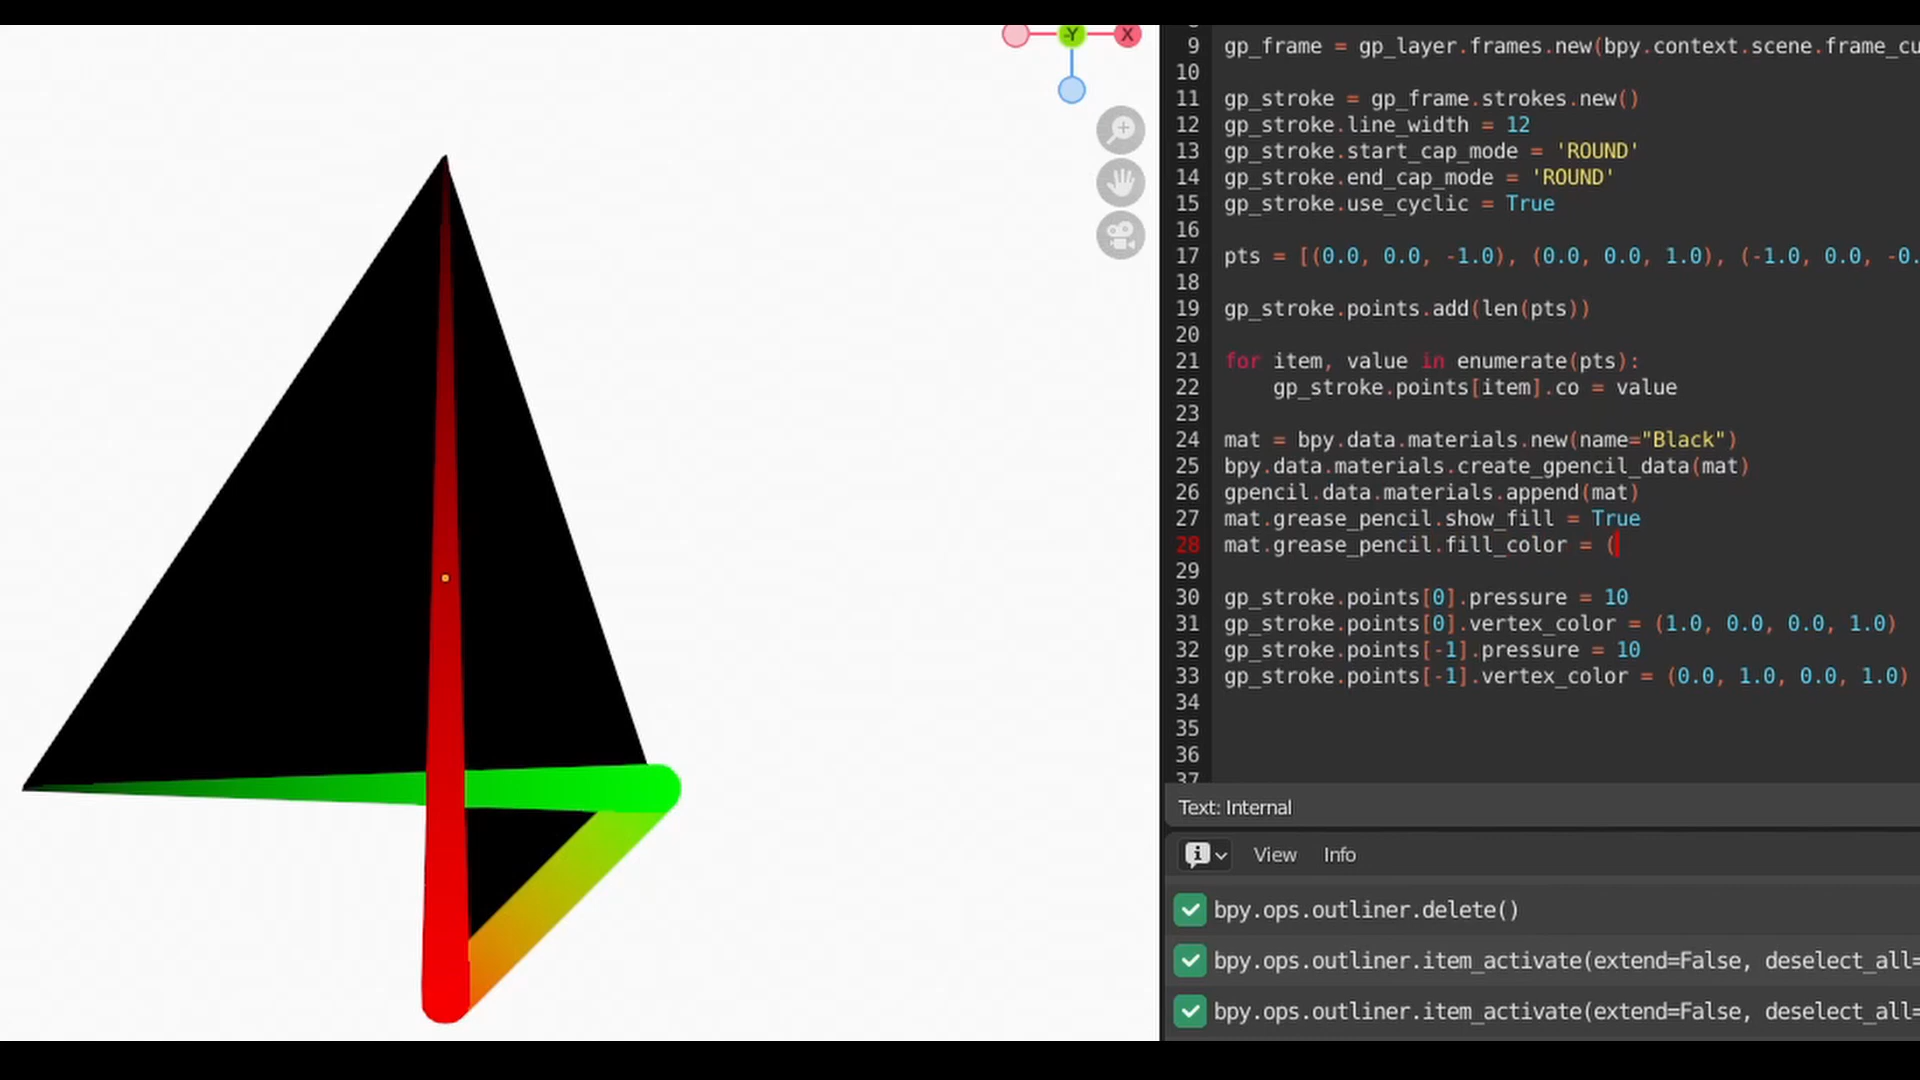 -Y
X
9 gp_frame = gp_layer.frames.new(bpy.context.scene.frame_cu
10
11 gp_stroke = gp_frame.strokes.new()
12 gp_stroke.line_width = 12
13 gp_stroke.start_cap_mode = 'ROUND'
14 gp_stroke.end_cap_mode = 'ROUND'
15 gp_stroke.use_cyclic = True
16
17 pts = [(0.0, 0.0, -1.0), (0.0, 0.0, 1.0), (-1.0, 0.0, -0.
18
19 gp_stroke.points.add(len(pts))
20
21 for item, value in enumerate(pts):
22 gp_stroke.points[item].co = value
23
24 mat = bpy.data.materials.new(name="Black")
25 bpy.data.materials.create_gpencil_data(mat)
26 gpencil.data.materials.append(mat)
27 mat.grease_pencil.show_fill = True
28 mat.grease_pencil.fill_color = (
29
30 gp_stroke.points[0].pressure = 10
31 gp_stroke.points[0].vertex_color = (1.0, 0.0, 0.0, 1.0)
32 gp_stroke.points[-1].pressure = 10
33 gp_stroke.points[-1].vertex_color = (0.0, 1.0, 0.0, 1.0)
34
35
36
37
Text: Internal
View Info
bpy.ops.outliner.delete()
bpy.ops.outliner.item_activate(extend=False, deselect_all=
bpy.ops.outliner.item_activate(extend=False, deselect_all=